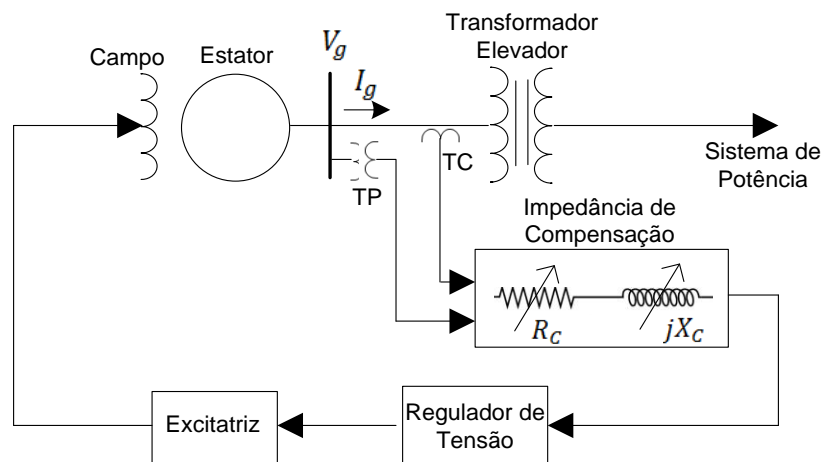 Transformador
Elevador
V_g
Campo
Estator
I_g
TC
TP
Sistema de
Potência
Impedância de
Compensação
R_C
jX_C
Excitatriz
Regulador de
Tensão